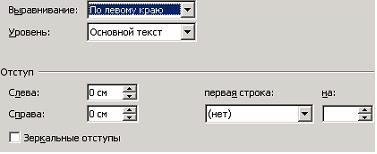 Выравнивание: По левому краю
Уровень: Основной текст
Отступ
Слева: 0 см первая строка: на:
Справа: 0 см (нет)
Зеркальные отступы